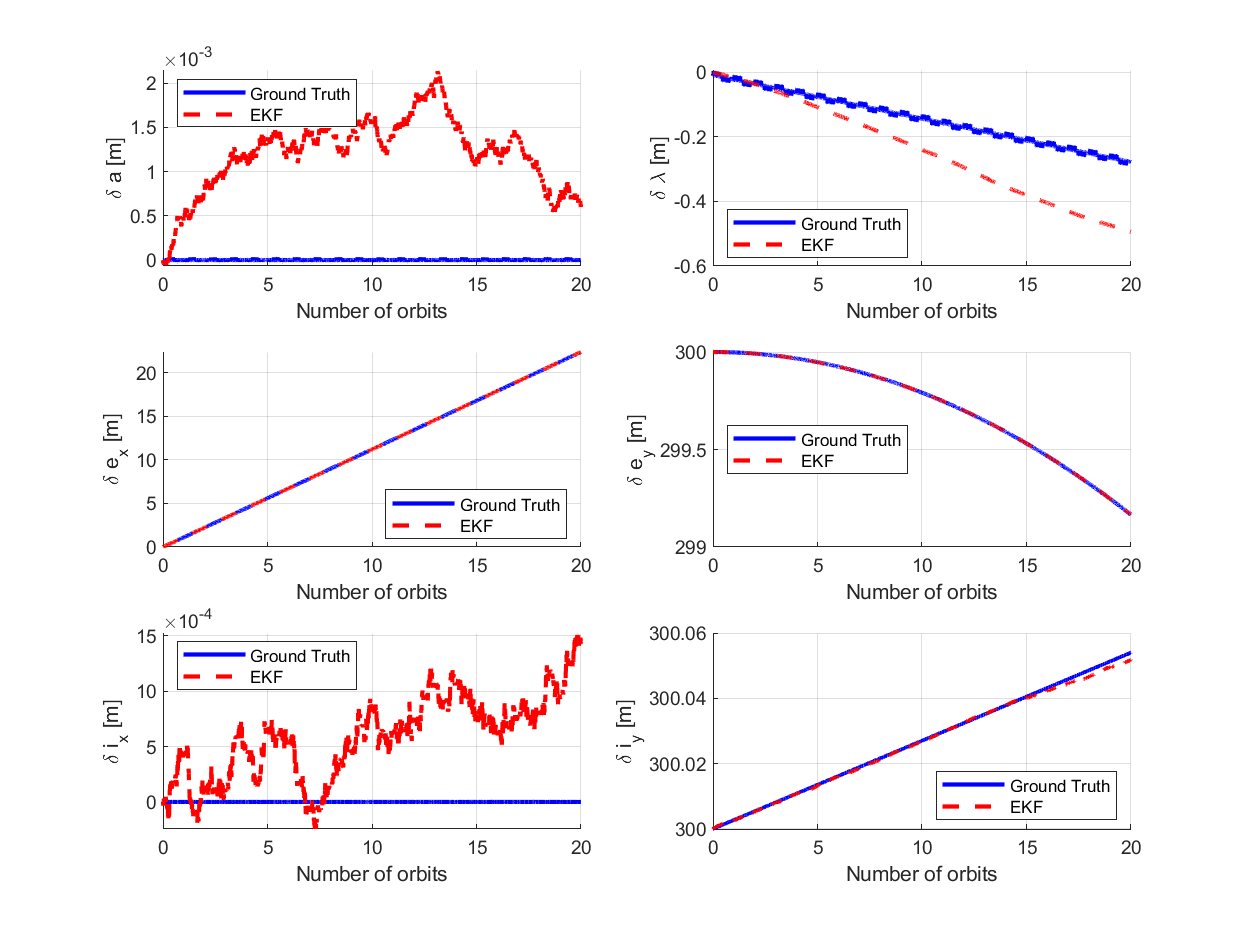 ×10-3
2
1.5
1
0.5
0
δ a [m]
Ground Truth
EKF
0 5 10 15 20
Number of orbits
0
-0.2
-0.4
-0.6
δ λ [m]
Ground Truth
EKF
0 5 10 15 20
Number of orbits
20
15
10
5
0
δ ex [m]
Ground Truth
EKF
0 5 10 15 20
Number of orbits
300
299.5
299
δ ey [m]
Ground Truth
EKF
0 5 10 15 20
Number of orbits
×10-4
15
10
5
0
δ ix [m]
Ground Truth
EKF
0 5 10 15 20
Number of orbits
300.06
300.04
300.02
300
δ iy [m]
Ground Truth
EKF
0 5 10 15 20
Number of orbits